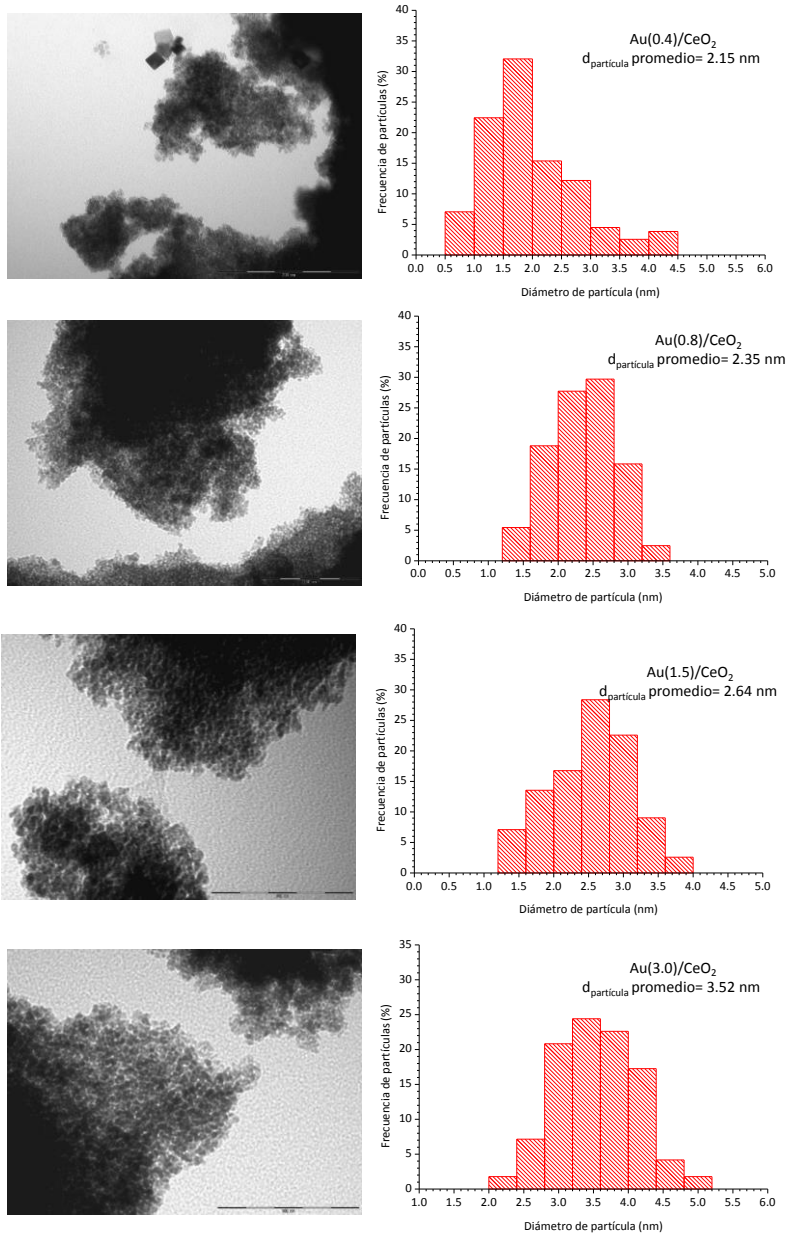 40
35
30
25
20
15
10
5
0
Frecuencia de partículas (%)
Au(0.4)/CeO2
dpartícula promedio= 2.15 nm
0.0 0.5 1.0 1.5 2.0 2.5 3.0 3.5 4.0 4.5 5.0 5.5 6.0
Diámetro de partícula (nm)
40
35
30
25
20
15
10
5
0
Frecuencia de partículas (%)
Au(0.8)/CeO2
dpartícula promedio= 2.35 nm
0.0 0.5 1.0 1.5 2.0 2.5 3.0 3.5 4.0 4.5 5.0
Diámetro de partícula (nm)
40
35
30
25
20
15
10
5
0
Frecuencia de partículas (%)
Au(1.5)/CeO2
dpartícula promedio= 2.64 nm
0.0 0.5 1.0 1.5 2.0 2.5 3.0 3.5 4.0 4.5 5.0
Diámetro de partícula (nm)
35
30
25
20
15
10
5
0
Frecuencia de partículas (%)
Au(3.0)/CeO2
dpartícula promedio= 3.52 nm
1.0 1.5 2.0 2.5 3.0 3.5 4.0 4.5 5.0 5.5 6.0
Diámetro de partícula (nm)